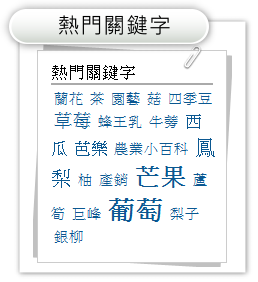 熱門關鍵字
熱門關鍵字
蘭花 茶 園藝 菇 四季豆
草莓 蜂王乳 牛蒡 西
瓜 芭樂 農業小百科 鳳
梨 柚 產銷 芒果 蘆
筍 巨峰 葡萄 梨子
銀柳